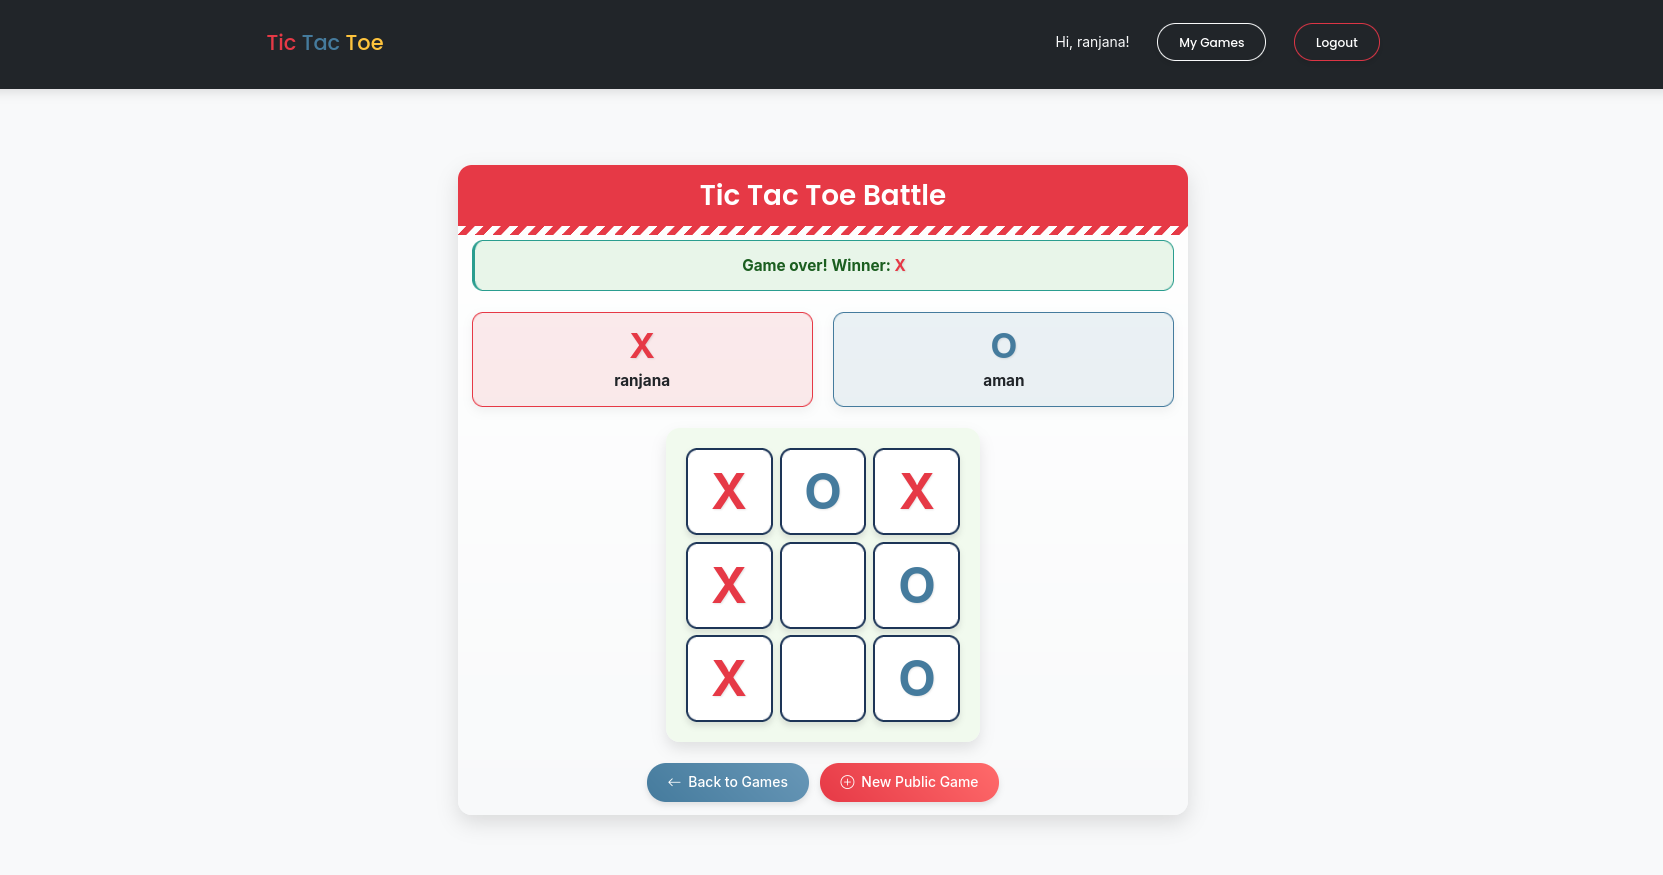 Tic Tac Toe
Hi, ranjana!
My Games
Logout
Tic Tac Toe Battle
Game over! Winner: X
X
ranjana
O
aman
X O X
X O
X O
← Back to Games
New Public Game